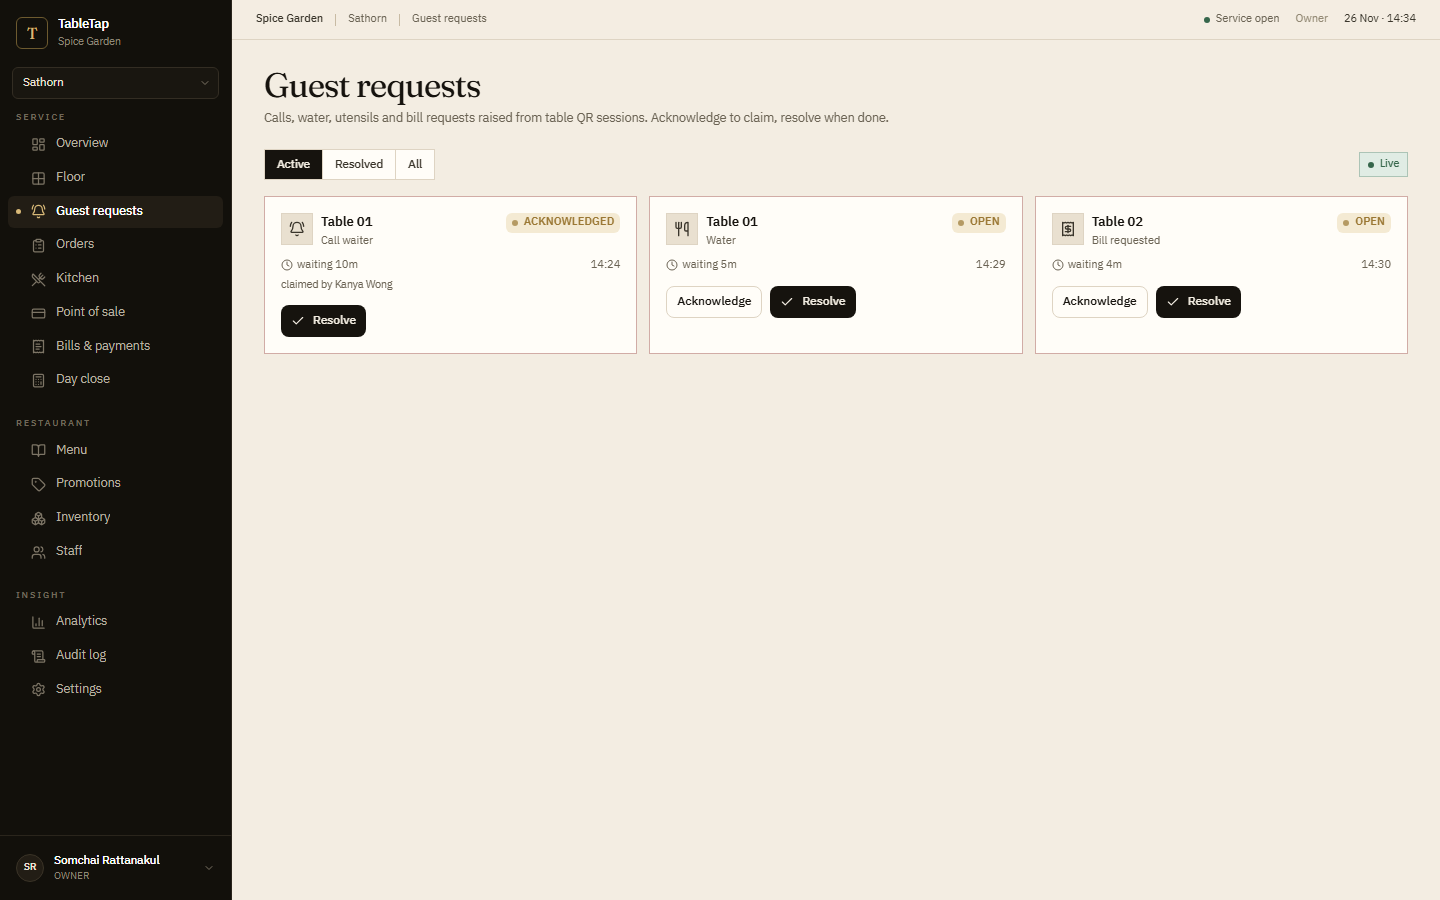 T
TableTap
Spice Garden
Sathorn
SERVICE
Overview
Floor
Guest requests
Orders
Kitchen
Point of sale
Bills & payments
Day close
RESTAURANT
Menu
Promotions
Inventory
Staff
INSIGHT
Analytics
Audit log
Settings
SR
Somchai Rattanakul
OWNER
Spice Garden Sathorn Guest requests
Service open Owner 26 Nov · 14:34
Guest requests
Calls, water, utensils and bill requests raised from table QR sessions. Acknowledge to claim, resolve when done.
Active Resolved All
Live
Table 01
ACKNOWLEDGED
Call waiter
waiting 10m 14:24
claimed by Kanya Wong
Resolve
Table 01
OPEN
Water
waiting 5m 14:29
Acknowledge Resolve
Table 02
OPEN
Bill requested
waiting 4m 14:30
Acknowledge Resolve